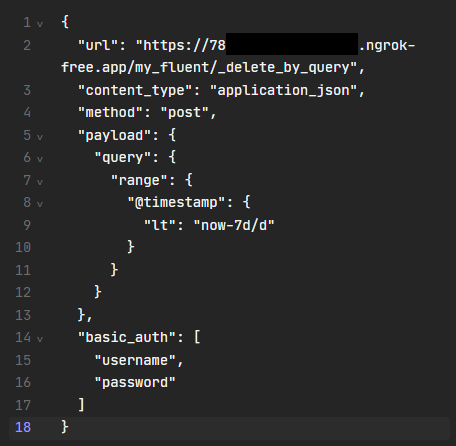 1 {
2 "url": "https://78 .ngrok-
free.app/my_fluent/_delete_by_query",
3 "content_type": "application_json",
4 "method": "post",
5 "payload": {
6 "query": {
7 "range": {
8 "@timestamp": {
9 "lt": "now-7d/d"
10 }
11 }
12 }
13 },
14 "basic_auth": [
15 "username",
16 "password"
17 ]
18 }